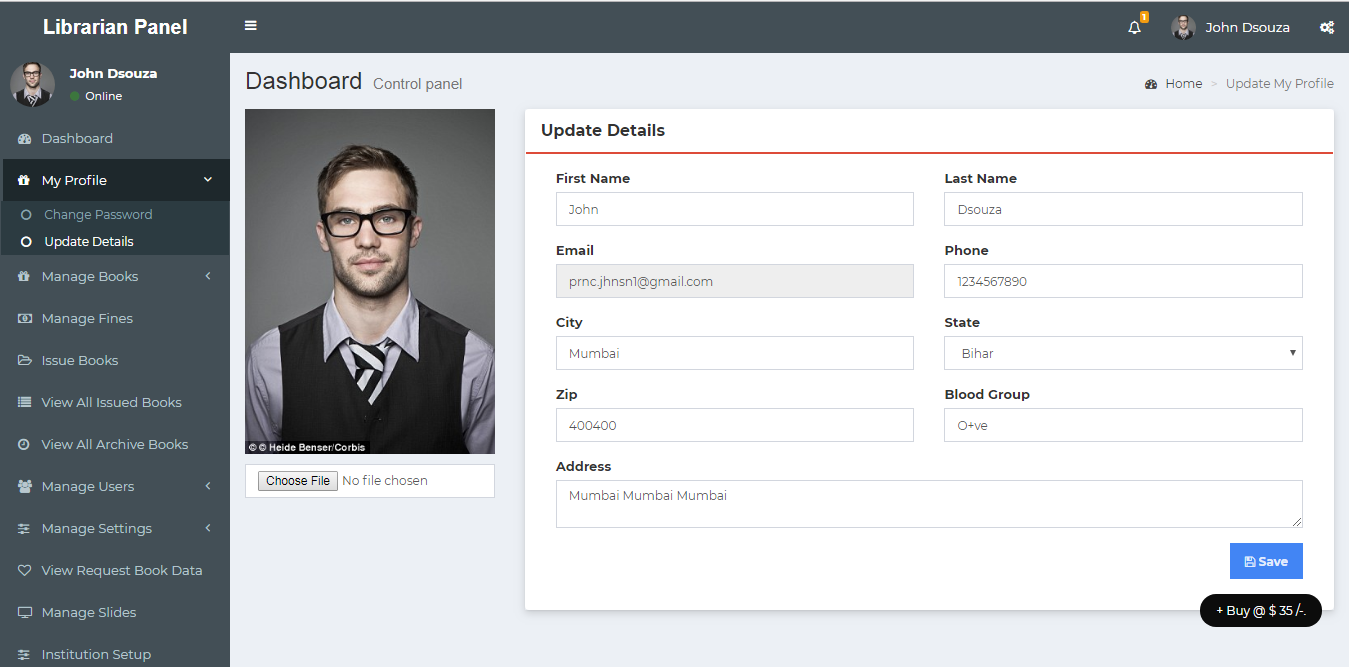 Librarian Panel
1
John Dsouza
John Dsouza
Online
Dashboard
My Profile
Change Password
Update Details
Manage Books
Manage Fines
Issue Books
View All Issued Books
View All Archive Books
Manage Users
Manage Settings
View Request Book Data
Manage Slides
Institution Setup
Dashboard Control panel
Home > Update My Profile
© © Heide Benser/Corbis
Choose File No file chosen
Update Details
First Name
John
Last Name
Dsouza
Email
prnc.jhnsn1@gmail.com
Phone
1234567890
City
Mumbai
State
Bihar
Zip
400400
Blood Group
O+ve
Address
Mumbai Mumbai Mumbai
Save
+ Buy @ $ 35 /-.